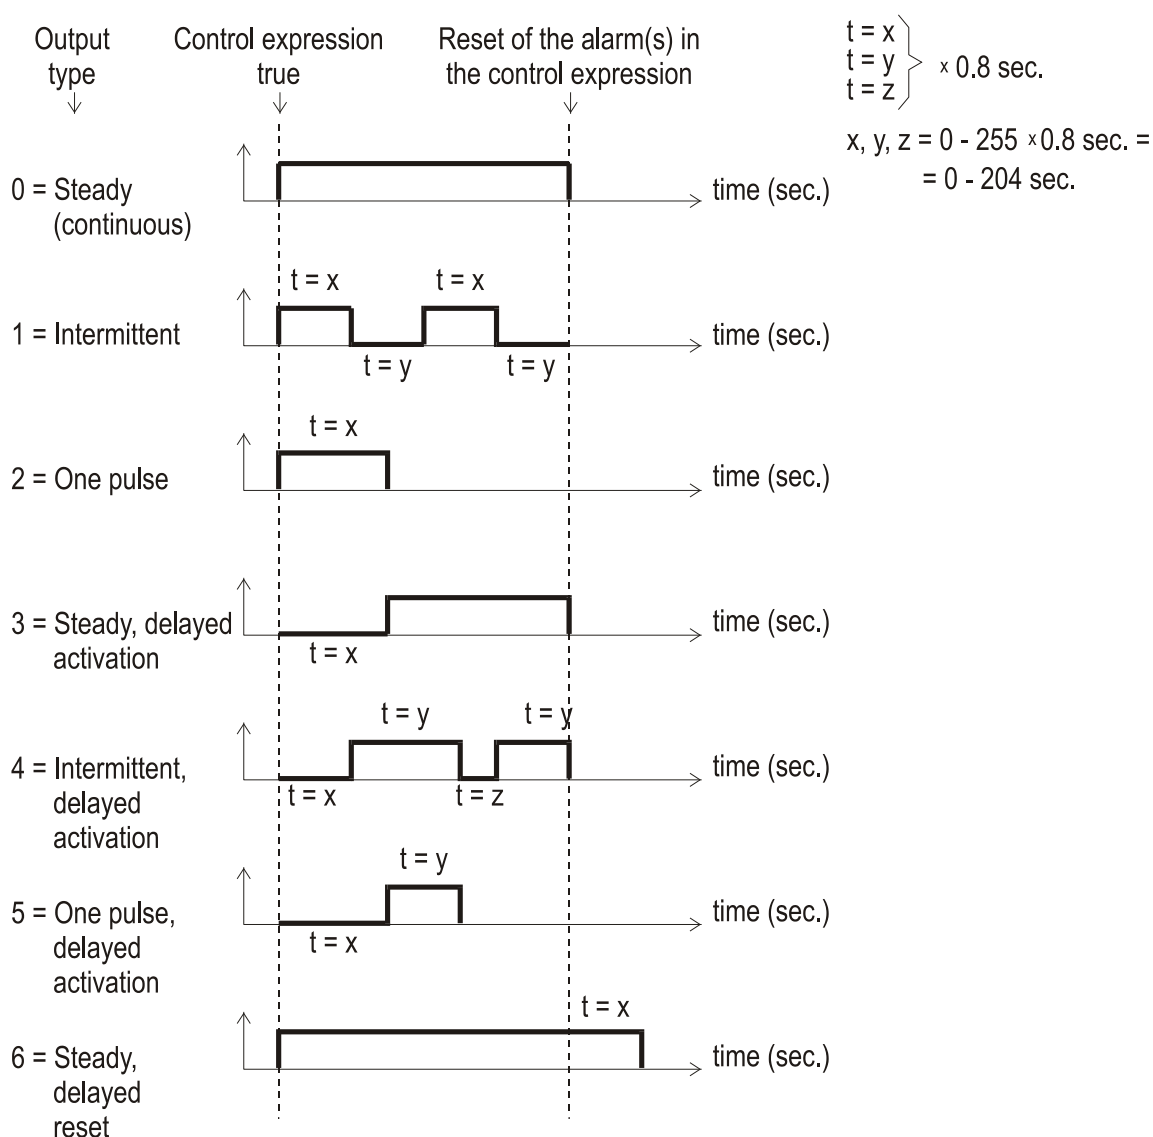 Output type
Control expression true
Reset of the alarm(s) in the control expression
t = x
t = y
t = z
× 0.8 sec.
x, y, z = 0 - 255 × 0.8 sec. =
= 0 - 204 sec.
0 = Steady
(continuous)
time (sec.)
t = x
t = x
1 = Intermittent
time (sec.)
t = y
t = y
t = x
2 = One pulse
time (sec.)
3 = Steady, delayed
activation
time (sec.)
t = x
t = y
t = y
4 = Intermittent,
delayed
activation
time (sec.)
t = x
t = z
t = y
5 = One pulse,
delayed
activation
time (sec.)
t = x
t = x
6 = Steady,
delayed
reset
time (sec.)